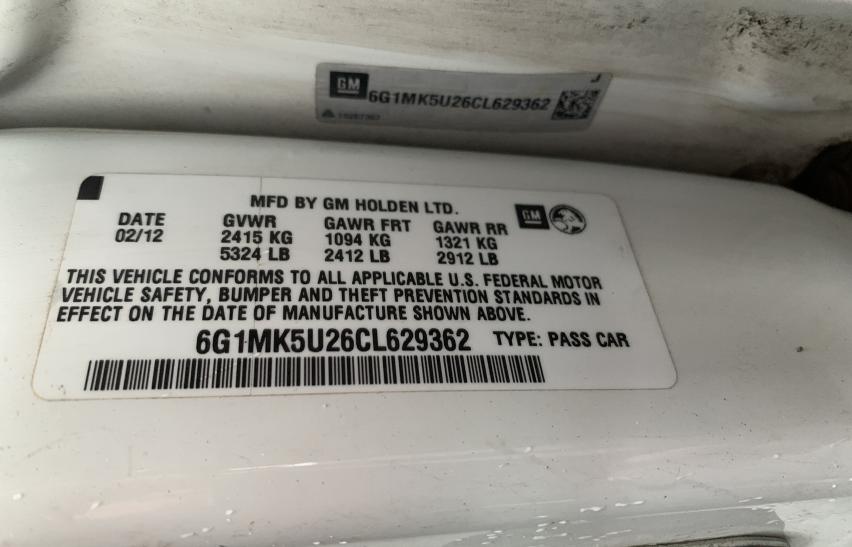 GM
J
6G1MK5U26CL629362
MFD BY GM HOLDEN LTD.
GM
DATE GVWR GAWR FRT GAWR RR
02/12 2415 KG 1094 KG 1321 KG
5324 LB 2412 LB 2912 LB
THIS VEHICLE CONFORMS TO ALL APPLICABLE U.S. FEDERAL MOTOR
VEHICLE SAFETY, BUMPER AND THEFT PREVENTION STANDARDS IN
EFFECT ON THE DATE OF MANUFACTURE SHOWN ABOVE.
6G1MK5U26CL629362 TYPE: PASS CAR